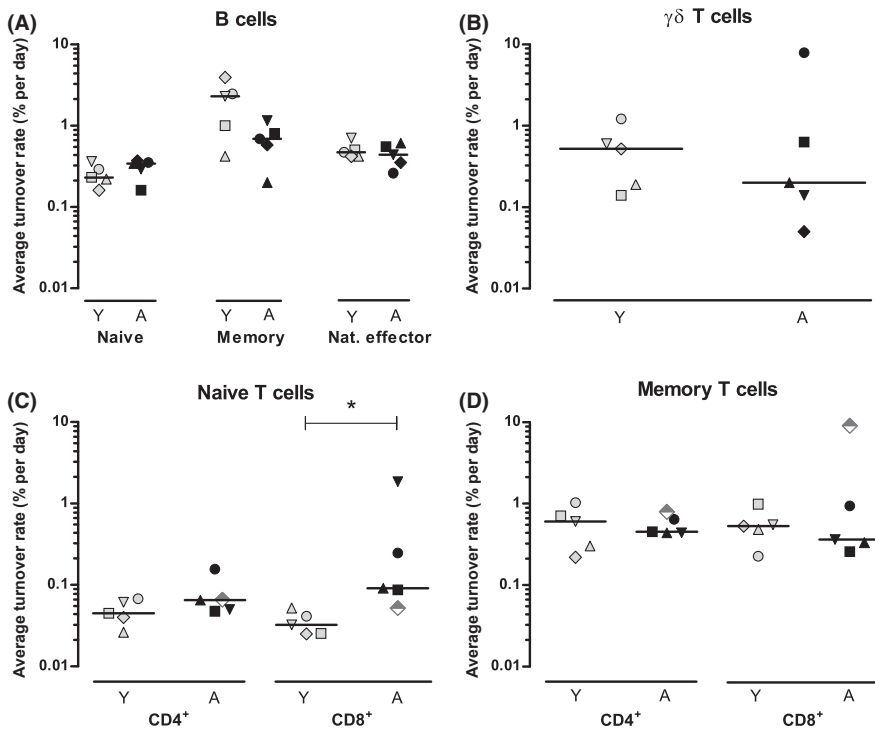 (A)
B cells
Average turnover rate (% per day)
10
1
0.1
0.01
Y A Y A Y A
Naive Memory Nat. effector
(B)
γδ T cells
Average turnover rate (% per day)
10
1
0.1
0.01
Y A
(C)
Naive T cells
Average turnover rate (% per day)
10
1
0.1
0.01
*
Y A Y A
CD4+ CD8+
(D)
Memory T cells
Average turnover rate (% per day)
10
1
0.1
0.01
Y A Y A
CD4+ CD8+